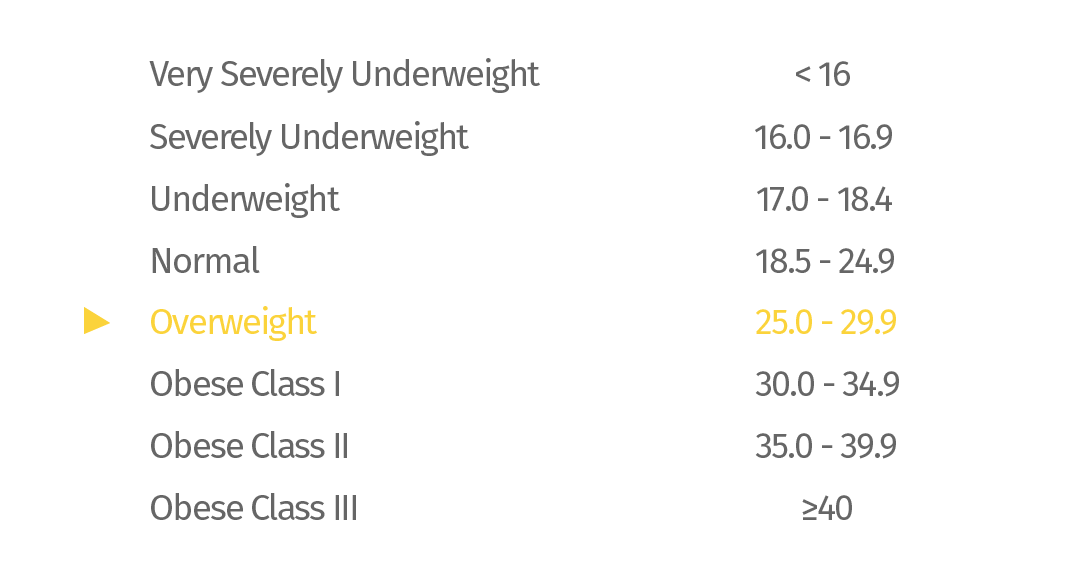 Very Severely Underweight < 16
Severely Underweight 16.0 - 16.9
Underweight 17.0 - 18.4
Normal 18.5 - 24.9
Overweight 25.0 - 29.9
Obese Class I 30.0 - 34.9
Obese Class II 35.0 - 39.9
Obese Class III ≥40